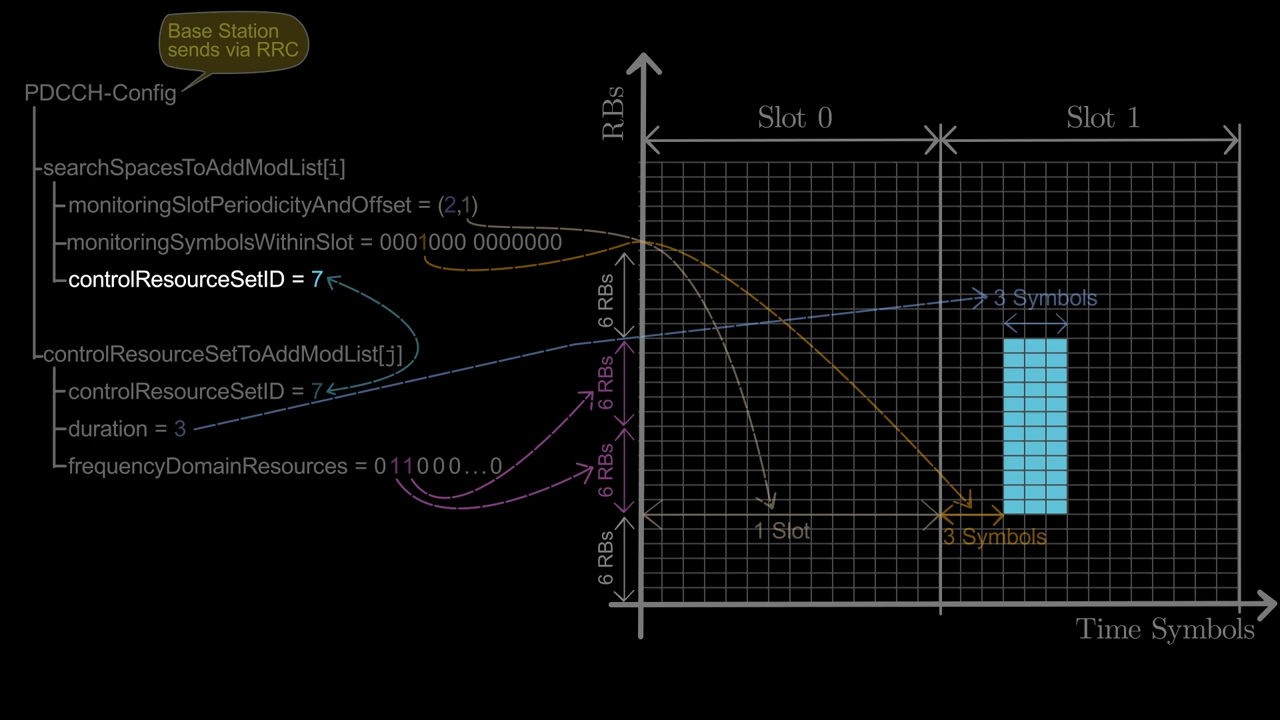 Base Station
sends via RRC
PDCCH-Config
searchSpacesToAddModList[i]
monitoringSlotPeriodicityAndOffset = (2,1)
monitoringSymbolsWithinSlot = 0001000 0000000
controlResourceSetID = 7
controlResourceSetToAddModList[j]
controlResourceSetID = 7
duration = 3
frequencyDomainResources = 011000...0
RBs
Slot 0
Slot 1
6 RBs
6 RBs
6 RBs
6 RBs
3 Symbols
1 Slot
3 Symbols
Time Symbols